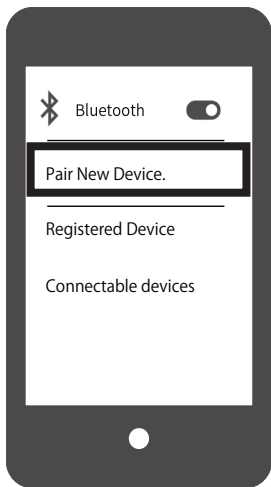 Bluetooth
Pair New Device.
Registered Device
Connectable devices